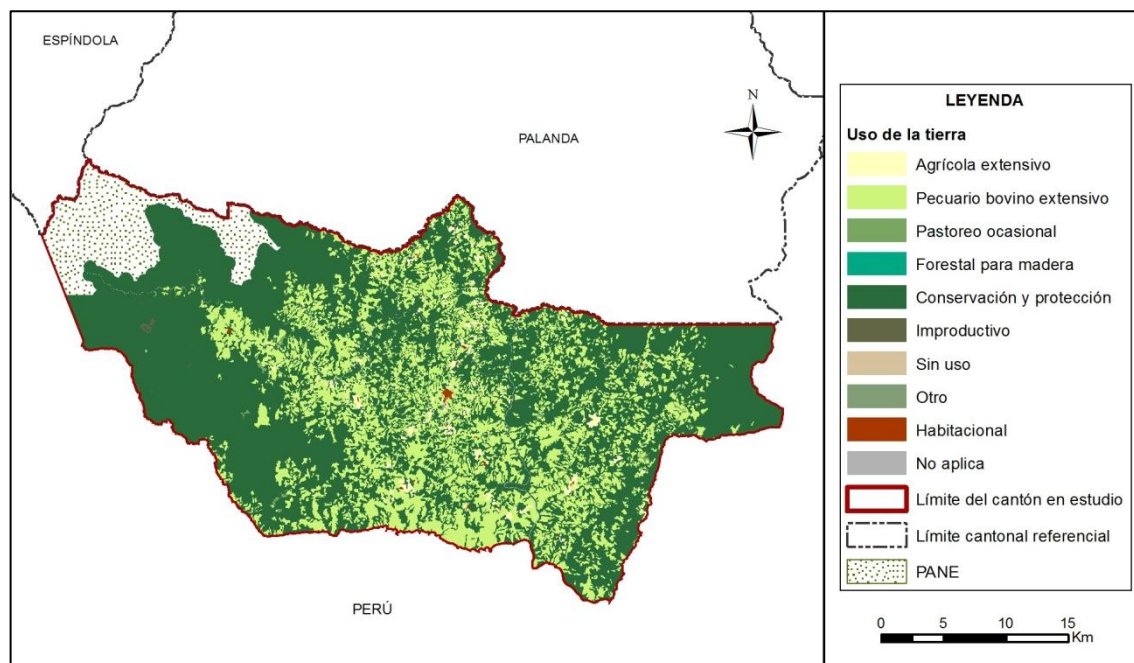 ESPÍNDOLA
PALANDA
N
PERÚ
LEYENDA
Uso de la tierra
Agrícola extensivo
Pecuario bovino extensivo
Pastoreo ocasional
Forestal para madera
Conservación y protección
Improductivo
Sin uso
Otro
Habitacional
No aplica
Límite del cantón en estudio
Límite cantonal referencial
PANE
0 5 10 15
Km